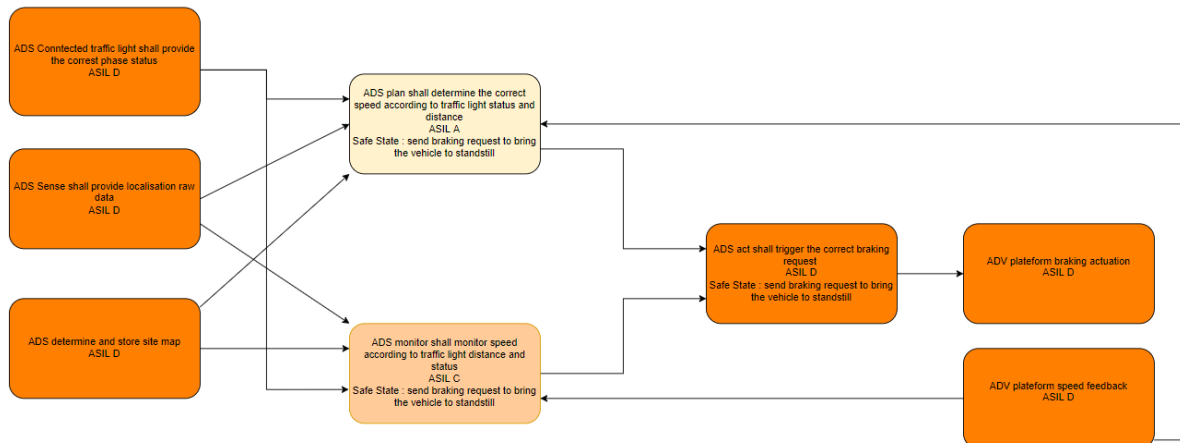 ADS Conntected traffic light shall provide
the correst phase status
ASIL D
ADS Sense shall provide localisation raw
data
ASIL D
ADS determine and store site map
ASIL D
ADS plan shall determine the correct
speed according to traffic light status and
distance
ASIL A
Safe State : send braking request to bring
the vehicle to standstill
ADS monitor shall monitor speed
according to traffic light distance and
status
ASIL C
Safe State : send braking request to bring
the vehicle to standstill
ADS act shall trigger the correct braking
request
ASIL D
Safe State : send braking request to bring
the vehicle to standstill
ADV plateform braking actuation
ASIL D
ADV plateform speed feedback
ASIL D